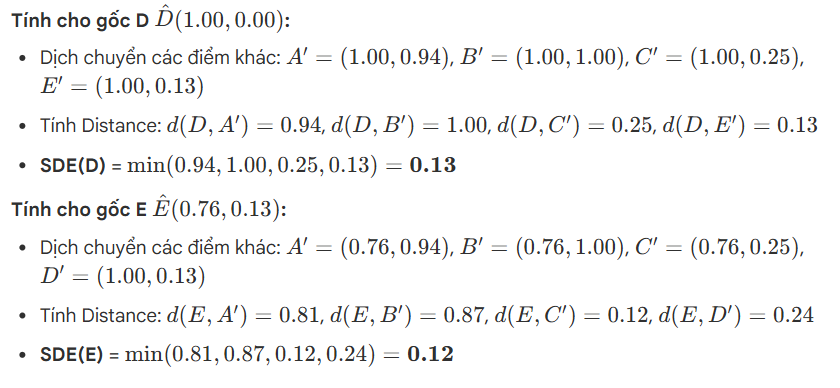 Tính cho gốc D D̂(1.00, 0.00):
• Dịch chuyển các điểm khác: A′ = (1.00, 0.94), B′ = (1.00, 1.00), C′ = (1.00, 0.25),
E′ = (1.00, 0.13)
• Tính Distance: d(D, A′) = 0.94, d(D, B′) = 1.00, d(D, C′) = 0.25, d(D, E′) = 0.13
• SDE(D) = min(0.94, 1.00, 0.25, 0.13) = 0.13
Tính cho gốc E Ê(0.76, 0.13):
• Dịch chuyển các điểm khác: A′ = (0.76, 0.94), B′ = (0.76, 1.00), C′ = (0.76, 0.25),
D′ = (1.00, 0.13)
• Tính Distance: d(E, A′) = 0.81, d(E, B′) = 0.87, d(E, C′) = 0.12, d(E, D′) = 0.24
• SDE(E) = min(0.81, 0.87, 0.12, 0.24) = 0.12